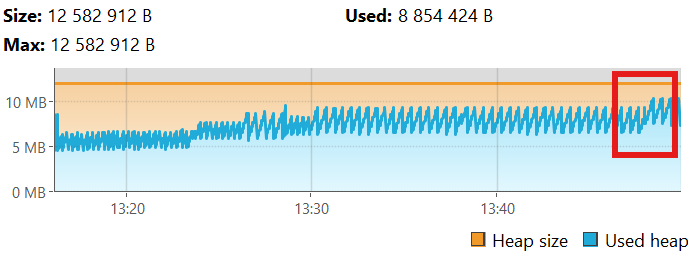 Size: 12 582 912 B Used: 8 854 424 B
Max: 12 582 912 B
10 MB
5 MB
0 MB
13:20 13:30 13:40
Heap size Used heap